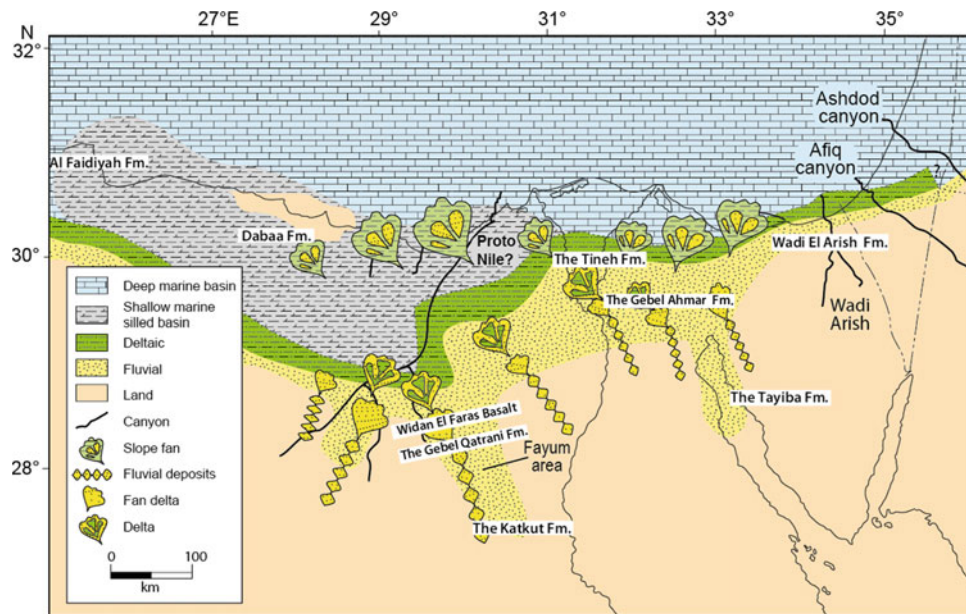 N
27°E
29
31
33
35°
32°
Ashdod
canyon
Al Faidiyah Fm.
Afiq
canyon
Dabaa Fm.
Proto
Nile?
The Tineh Fm.
Wadi El Arish Fm.
30°
The Gebel Ahmar Fm.
Wadi
Arish
The Tayiba Fm.
Widan El Faras Basalt
The Gebel Qatrani Fm.
Fayum
area
28°
The Katkut Fm.
Deep marine basin
Shallow marine
silled basin
Deltaic
Fluvial
Land
Canyon
Slope fan
Fluvial deposits
Fan delta
Delta
0 100
km